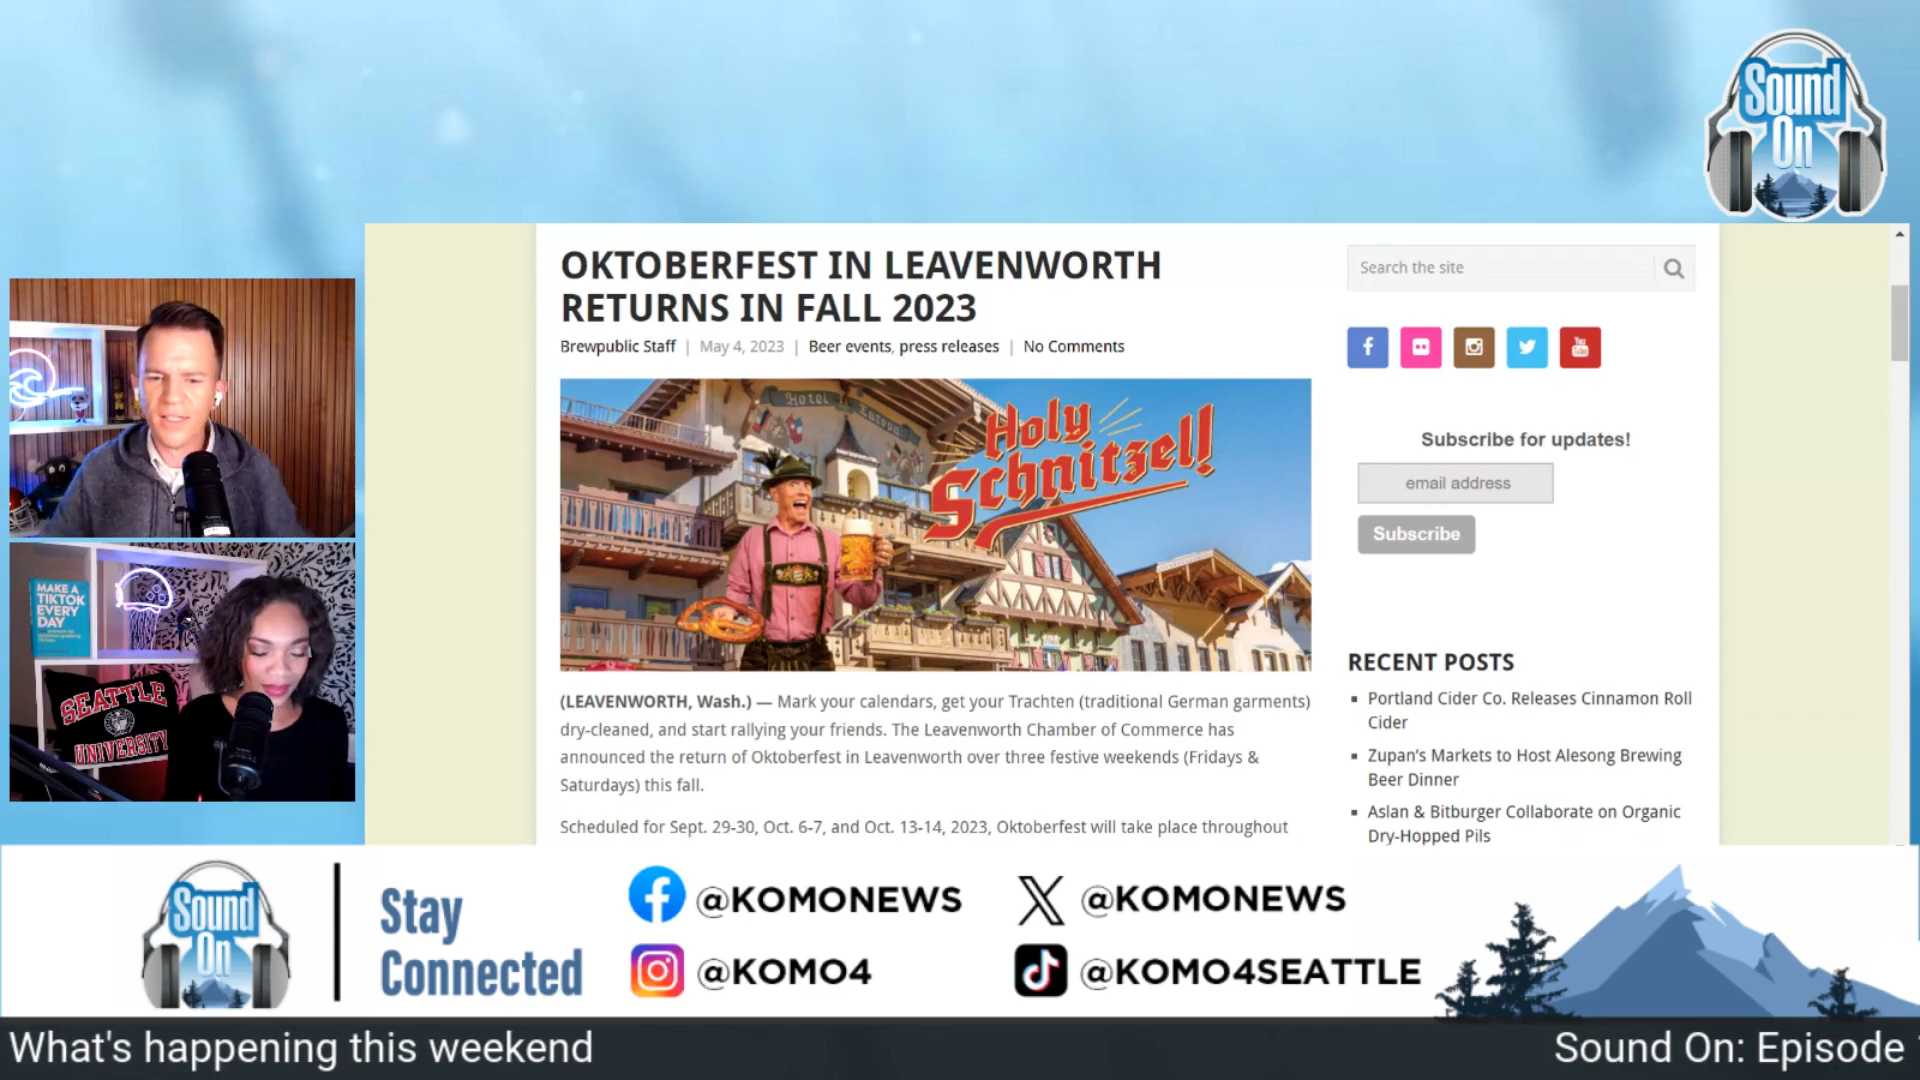 Sound
On
OKTOBERFEST IN LEAVENWORTH
RETURNS IN FALL 2023
Brewpublic Staff | May 4, 2023 | Beer events, press releases | No Comments
Hotel Europa
Holy
Schnitzel!
(LEAVENWORTH, Wash.) — Mark your calendars, get your Trachten (traditional German garments)
dry-cleaned, and start rallying your friends. The Leavenworth Chamber of Commerce has
announced the return of Oktoberfest in Leavenworth over three festive weekends (Fridays &
Saturdays) this fall.
Scheduled for Sept. 29-30, Oct. 6-7, and Oct. 13-14, 2023, Oktoberfest will take place throughout
Search the site
You
Tube
Subscribe for updates!
email address
Subscribe
RECENT POSTS
Portland Cider Co. Releases Cinnamon Roll
Cider
Zupan's Markets to Host Alesong Brewing
Beer Dinner
Aslan & Bitburger Collaborate on Organic
Dry-Hopped Pils
MAKE A
TIKTOK
EVERY
DAY
SEATTLE
UNIVERSITY
Sound
On
Stay
Connected
@KOMONEWS
@KOMONEWS
@KOMO4
@KOMO4SEATTLE
What's happening this weekend
Sound On: Episode